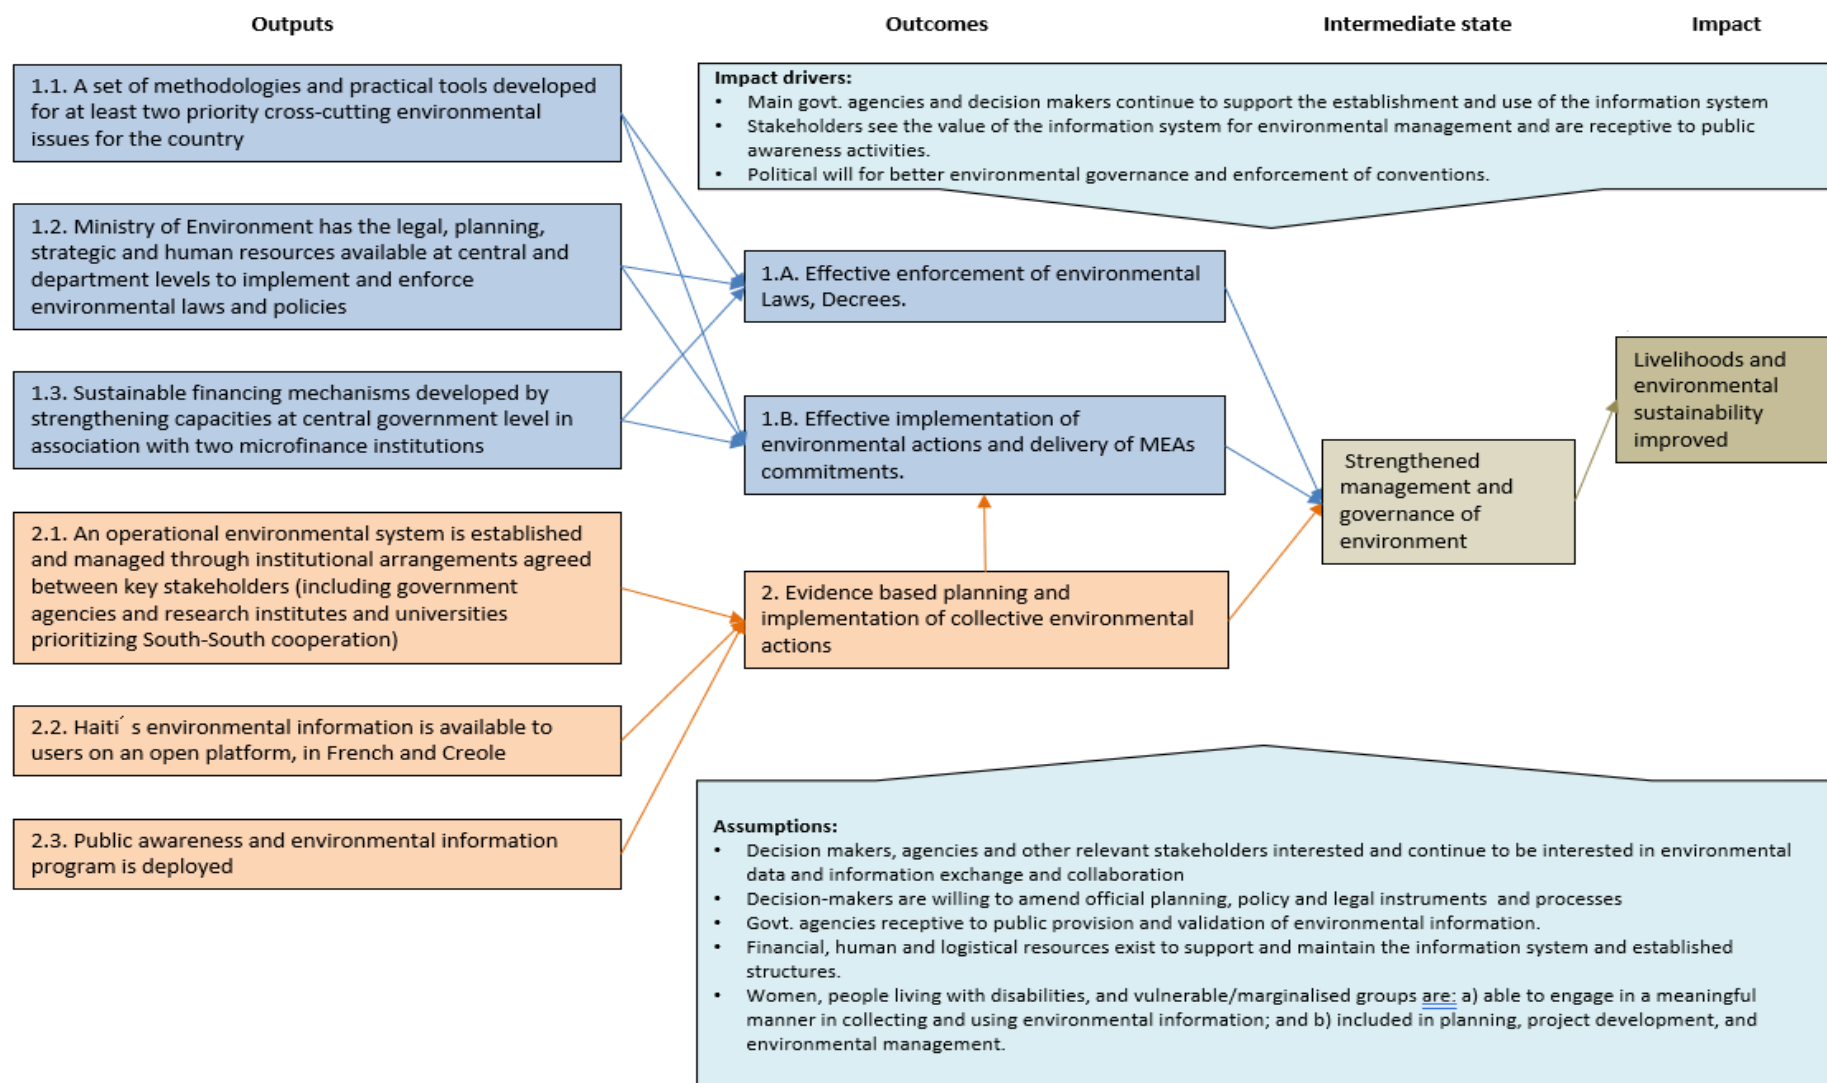 Outputs
Outcomes
Intermediate state
Impact
1.1. A set of methodologies and practical tools developed
for at least two priority cross-cutting environmental
issues for the country
1.2. Ministry of Environment has the legal, planning,
strategic and human resources available at central and
department levels to implement and enforce
environmental laws and policies
1.3. Sustainable financing mechanisms developed by
strengthening capacities at central government level in
association with two microfinance institutions
2.1. An operational environmental system is established
and managed through institutional arrangements agreed
between key stakeholders (including government
agencies and research institutes and universities
prioritizing South-South cooperation)
2.2. Haiti´ s environmental information is available to
users on an open platform, in French and Creole
2.3. Public awareness and environmental information
program is deployed
Impact drivers:
• Main govt. agencies and decision makers continue to support the establishment and use of the information system
• Stakeholders see the value of the information system for environmental management and are receptive to public
awareness activities.
• Political will for better environmental governance and enforcement of conventions.
1.A. Effective enforcement of environmental
Laws, Decrees.
1.B. Effective implementation of
environmental actions and delivery of MEAs
commitments.
2. Evidence based planning and
implementation of collective environmental
actions
Strengthened
management and
governance of
environment
Livelihoods and
environmental
sustainability
improved
Assumptions:
• Decision makers, agencies and other relevant stakeholders interested and continue to be interested in environmental
data and information exchange and collaboration
• Decision-makers are willing to amend official planning, policy and legal instruments and processes
• Govt. agencies receptive to public provision and validation of environmental information.
• Financial, human and logistical resources exist to support and maintain the information system and established
structures.
• Women, people living with disabilities, and vulnerable/marginalised groups are: a) able to engage in a meaningful
manner in collecting and using environmental information; and b) included in planning, project development, and
environmental management.